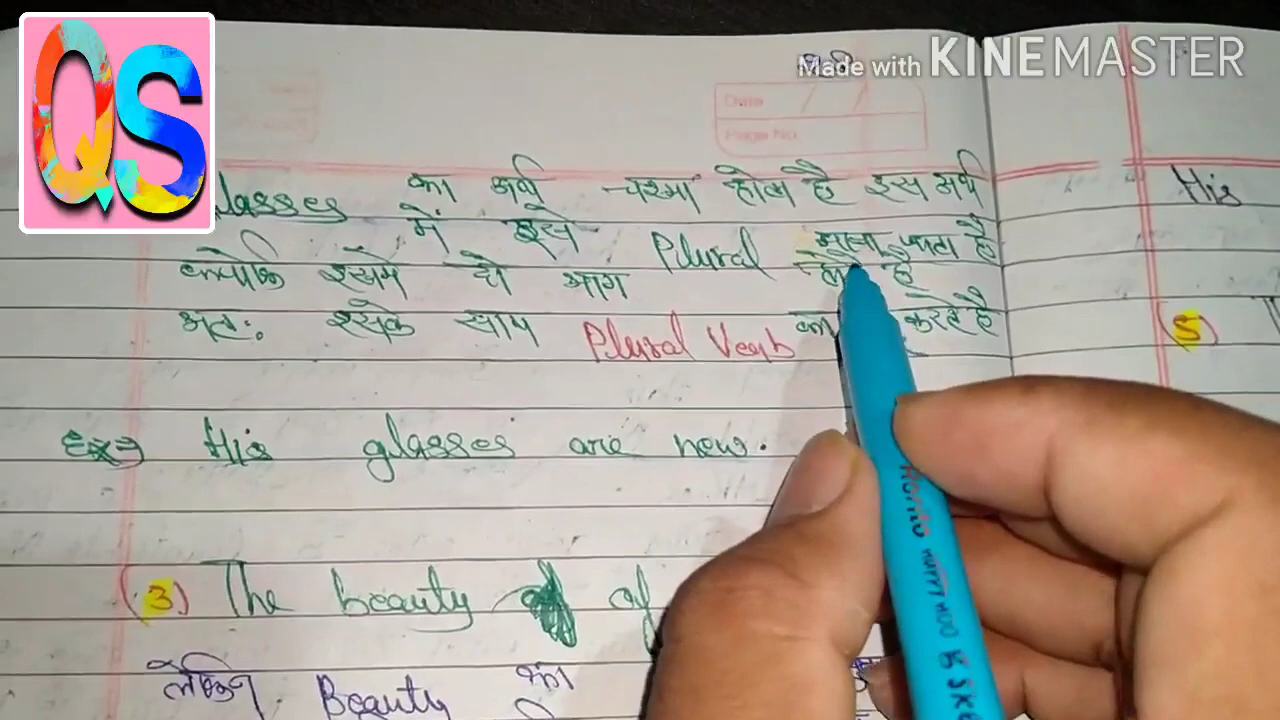 QS
Made with KINEMASTER
Date / /
Page No.
Glasses का अर्थ चश्मा होता है इस अर्थ
में इसे Plural माना जाता है
क्योंकि इसमें दो भाग होते है
अतः इसके साथ Plural Verb का करते है
Ex→ His glasses are new.
(3) The beauty of
लेकिन Beauty का
His
(5)